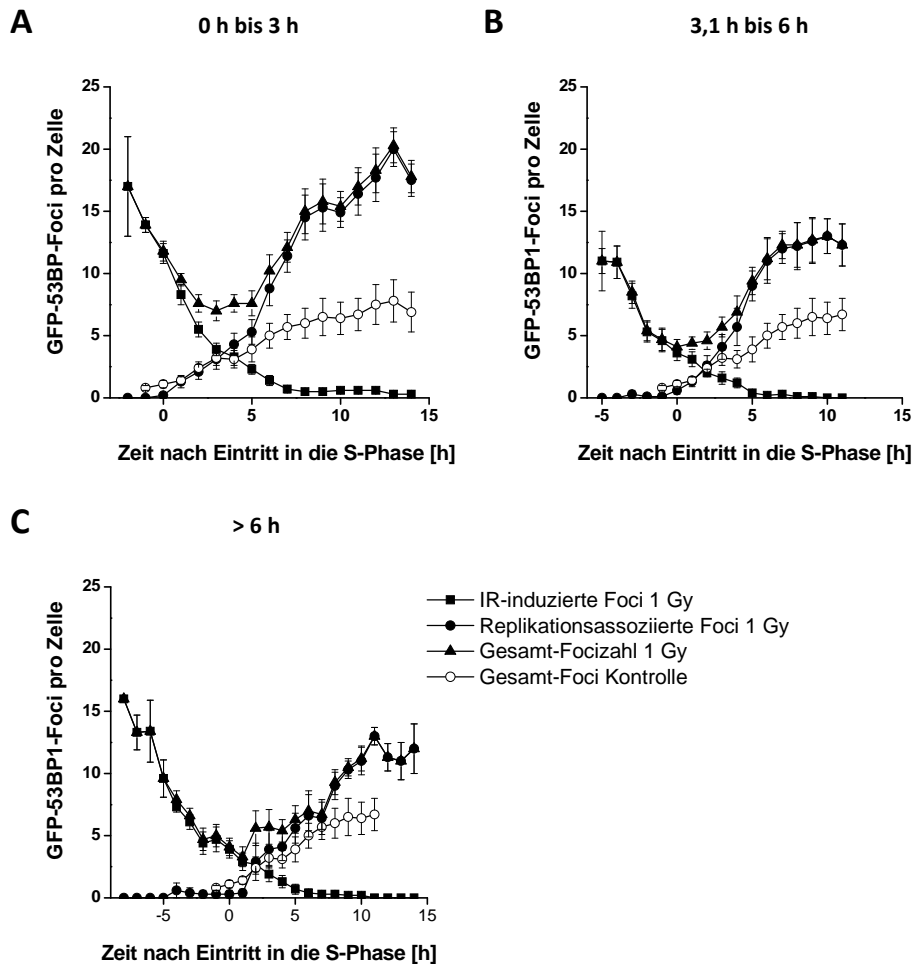 A
0 h bis 3 h
GFP-53BP-Foci pro Zelle
25
20
15
10
5
0
0
5
10
15
Zeit nach Eintritt in die S-Phase [h]
B
3,1 h bis 6 h
GFP-53BP1-Foci pro Zelle
25
20
15
10
5
0
-5
0
5
10
15
Zeit nach Eintritt in die S-Phase [h]
C
> 6 h
GFP-53BP1-Foci pro Zelle
25
20
15
10
5
0
-5
0
5
10
15
Zeit nach Eintritt in die S-Phase [h]
IR-induzierte Foci 1 Gy
Replikationsassoziierte Foci 1 Gy
Gesamt-Focizahl 1 Gy
Gesamt-Foci Kontrolle